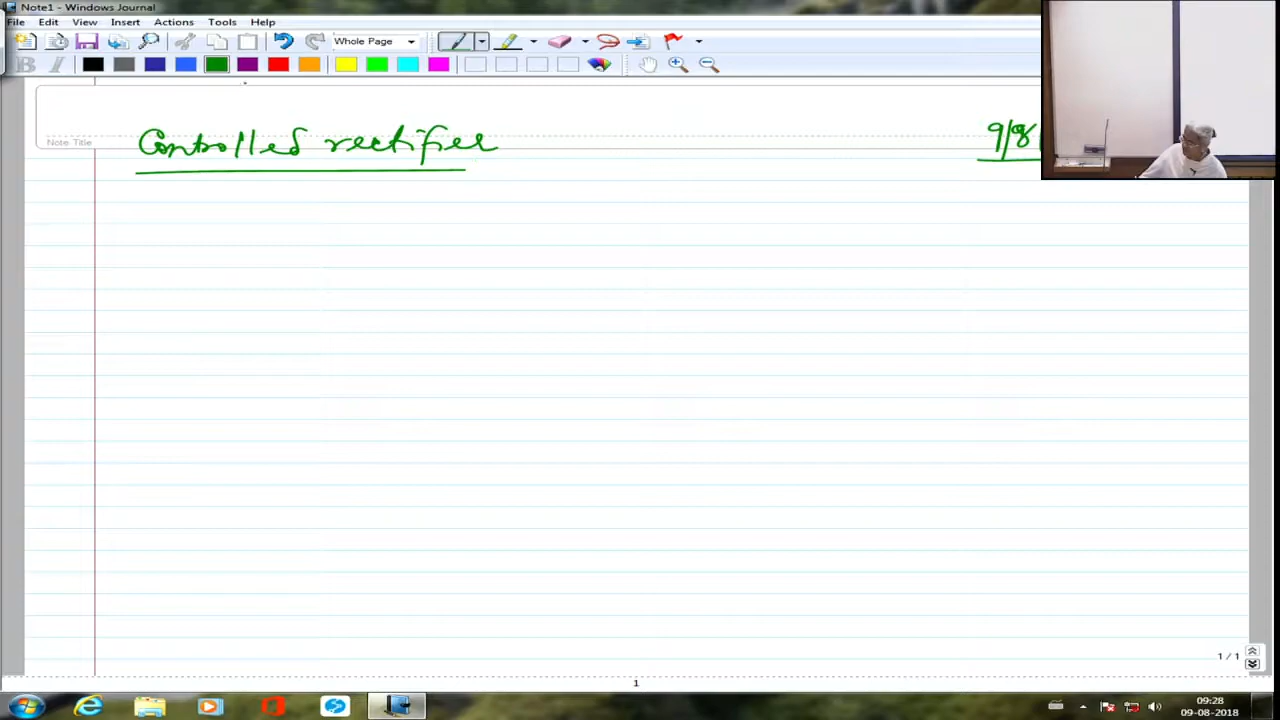 Note1 - Windows Journal
File Edit View Insert Actions Tools Help
Whole Page
B I
Controlled rectifier
9/8/
Note Title
1 / 1
1
09:28
09-08-2018